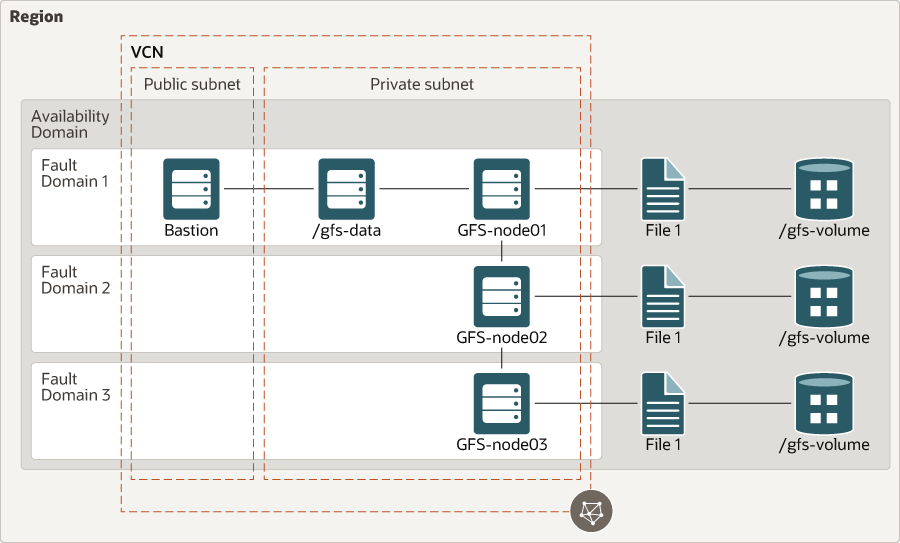 Region
VCN
Public subnet
Private subnet
Availability
Domain
Fault
Domain 1
Bastion
/gfs-data
GFS-node01
File 1
/gfs-volume
Fault
Domain 2
GFS-node02
File 1
/gfs-volume
Fault
Domain 3
GFS-node03
File 1
/gfs-volume